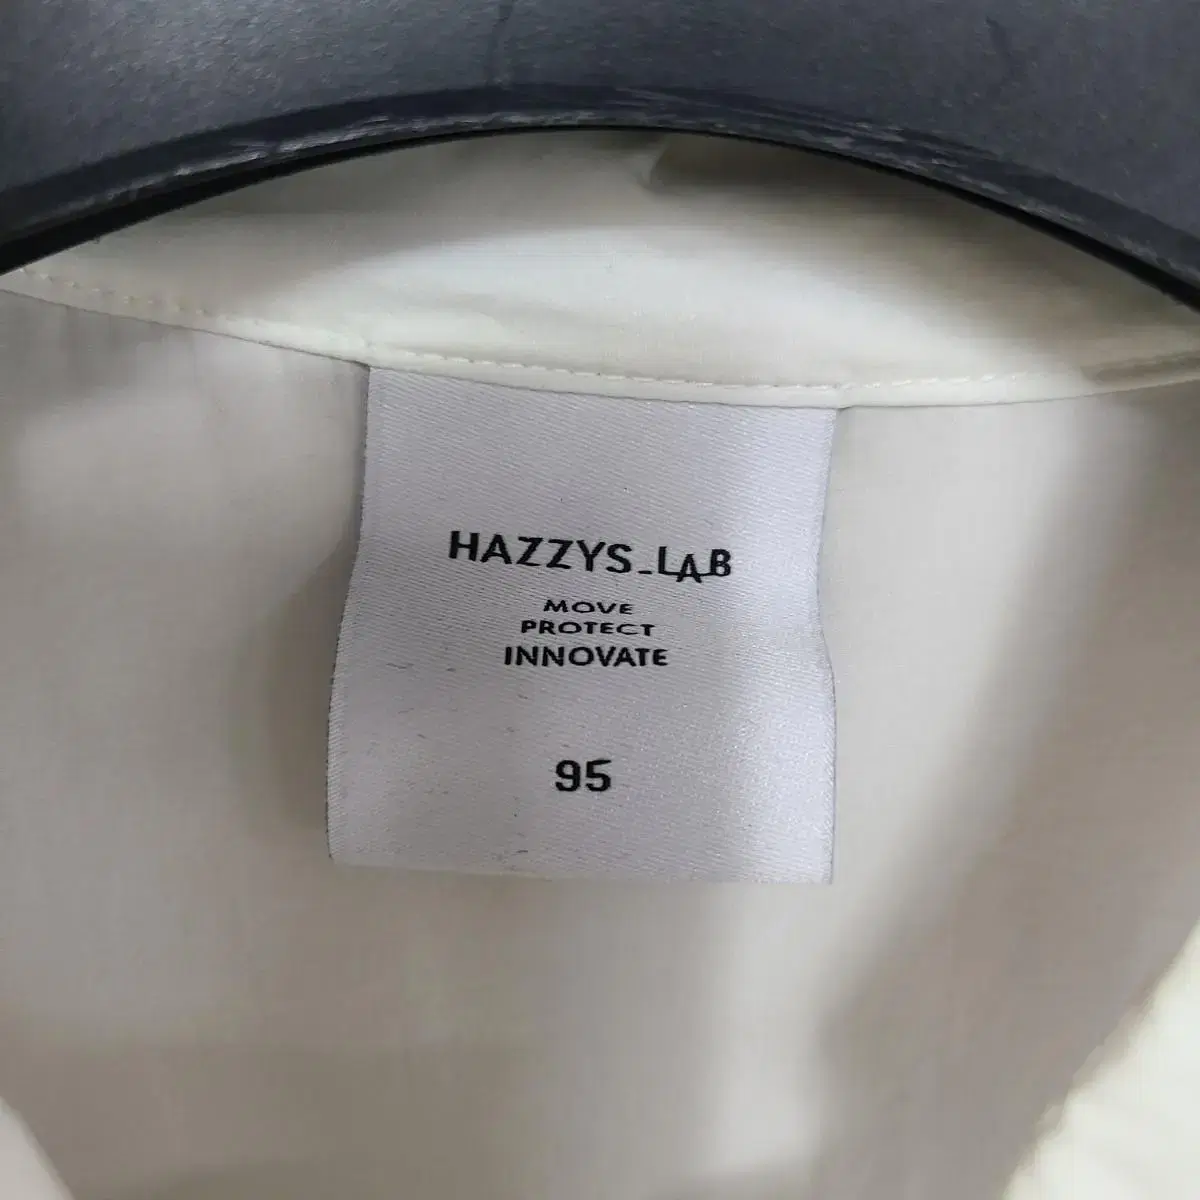 HAZZYS_LAB
MOVE
PROTECT
INNOVATE
95